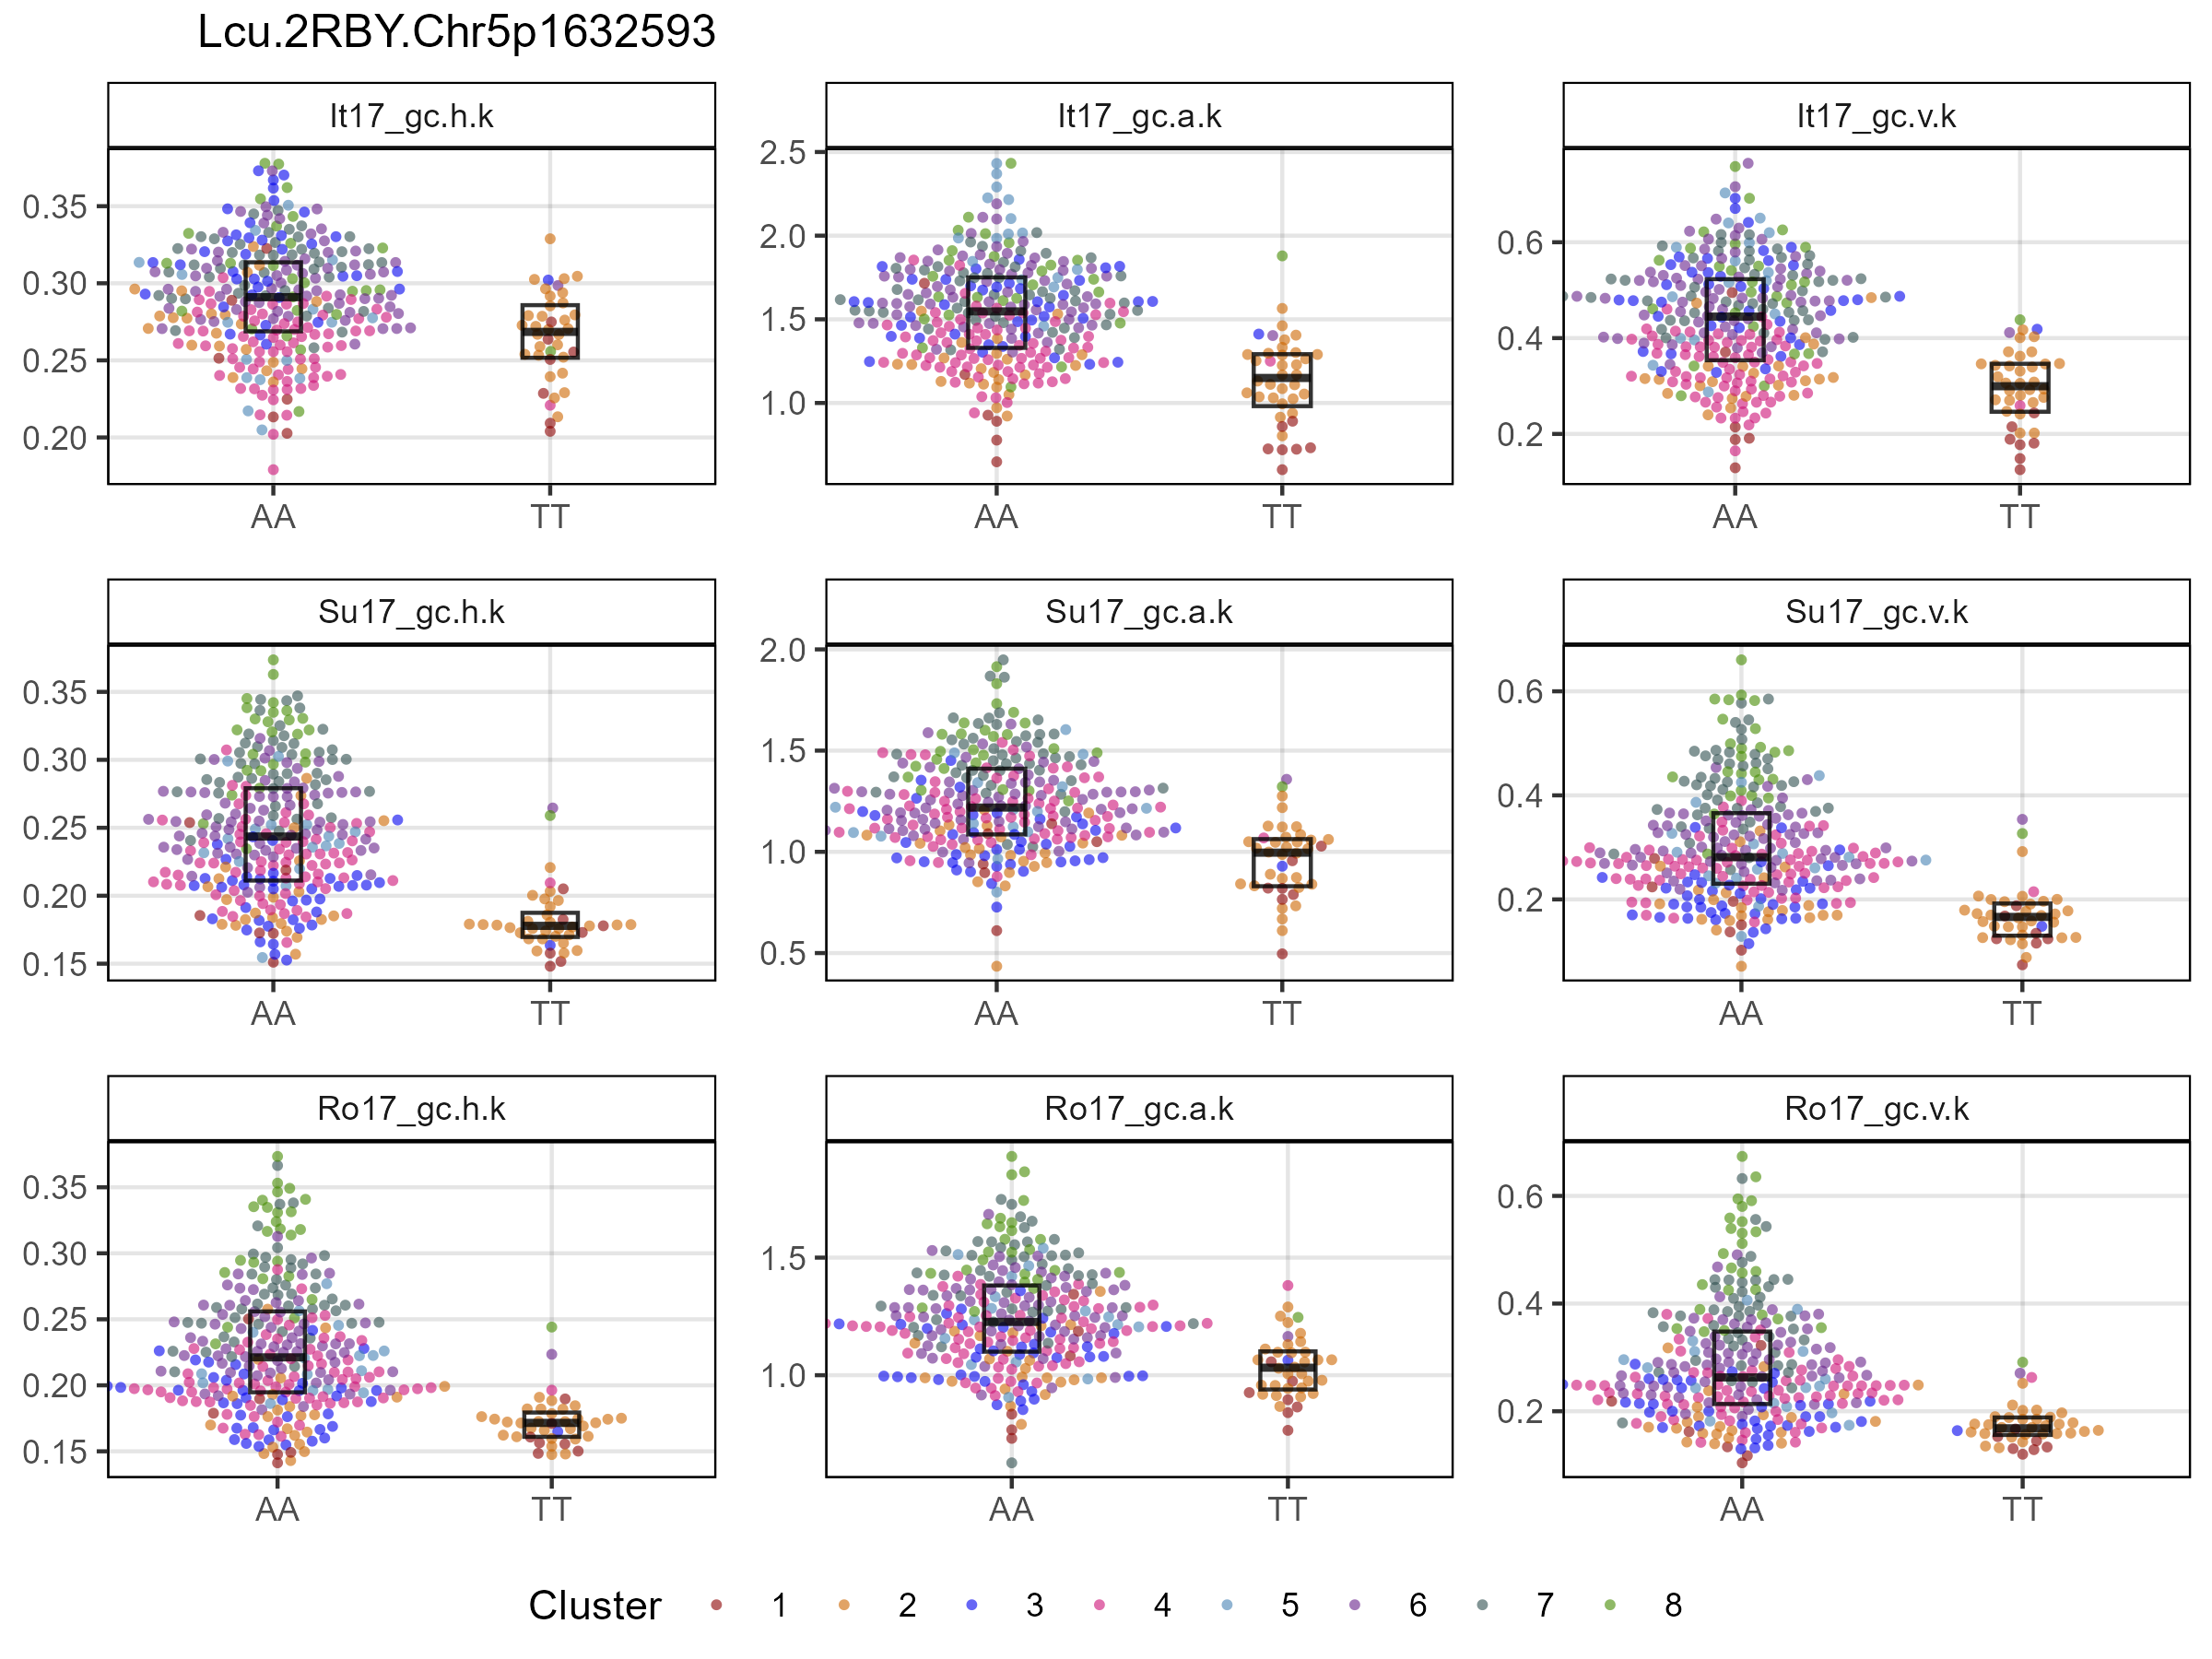 Lcu.2RBY.Chr5p1632593
It17_gc.h.k It17_gc.a.k It17_gc.v.k
0.35
0.30
0.25
0.20
AA TT
2.5
2.0
1.5
1.0
AA TT
0.6
0.4
0.2
AA TT
Su17_gc.h.k Su17_gc.a.k Su17_gc.v.k
0.35
0.30
0.25
0.20
0.15
AA TT
2.0
1.5
1.0
0.5
AA TT
0.6
0.4
0.2
AA TT
Ro17_gc.h.k Ro17_gc.a.k Ro17_gc.v.k
0.35
0.30
0.25
0.20
0.15
AA TT
1.5
1.0
AA TT
0.6
0.4
0.2
AA TT
Cluster 1 2 3 4 5 6 7 8